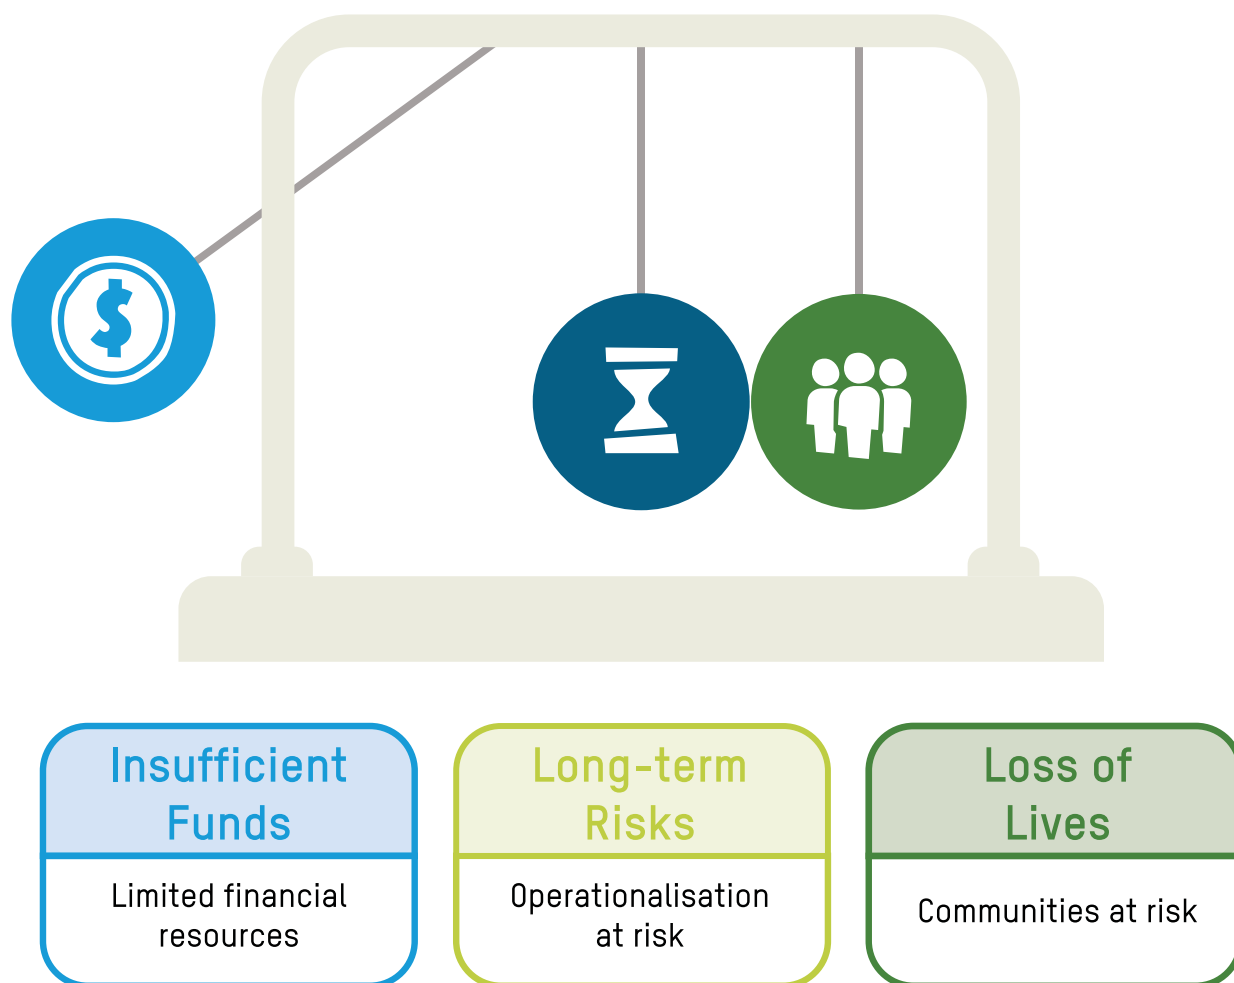 $
Insufficient
Funds
Limited financial
resources
Long-term
Risks
Operationalisation
at risk
Loss of
Lives
Communities at risk